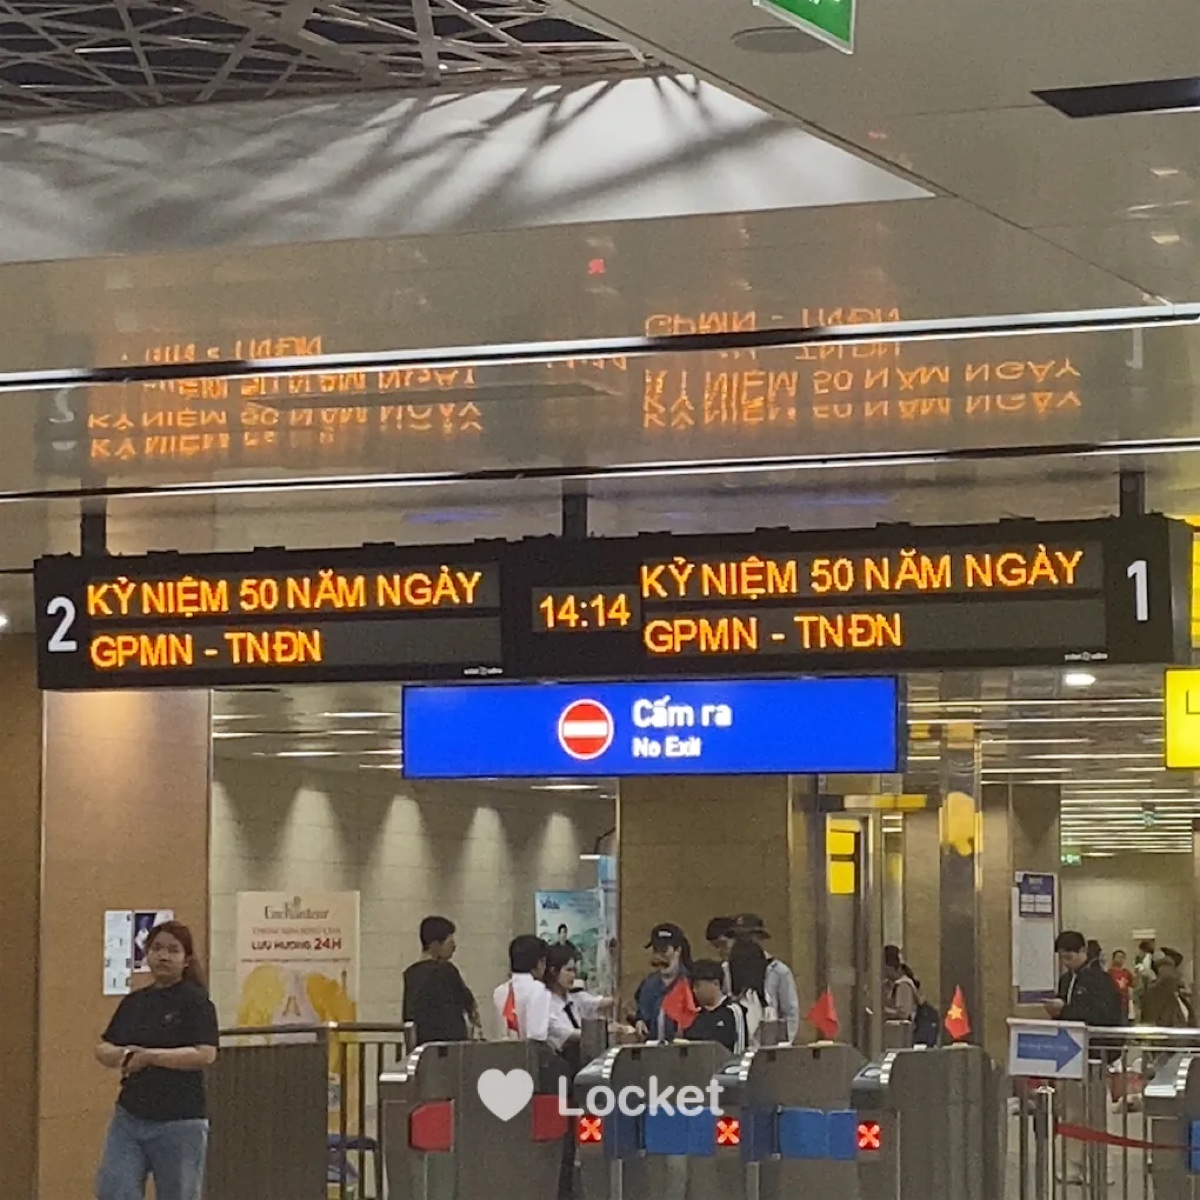 2
KỶ NIỆM 50 NĂM NGÀY
GPMN - TNĐN
14:14
KỶ NIỆM 50 NĂM NGÀY
GPMN - TNĐN
1
Cấm ra
No Exit
Enchanteur
LƯU HƯƠNG 24H
Locket